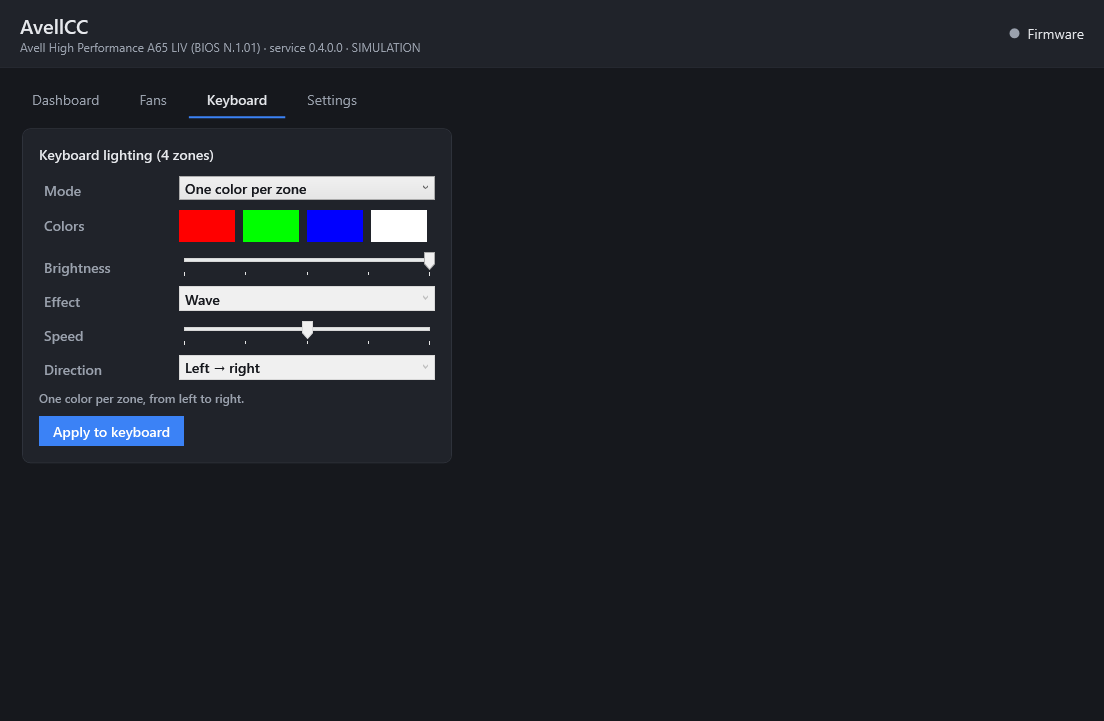 AvellCC
Avell High Performance A65 LIV (BIOS N.1.01) · service 0.4.0.0 · SIMULATION
Firmware
Dashboard Fans Keyboard Settings
Keyboard lighting (4 zones)
Mode One color per zone
Colors
Brightness
Effect Wave
Speed
Direction Left → right
One color per zone, from left to right.
Apply to keyboard